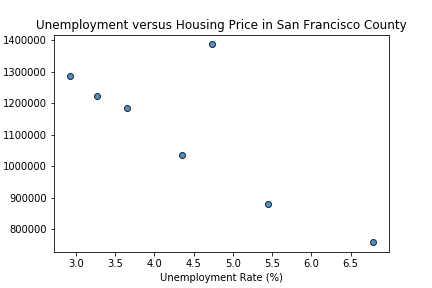 Unemployment versus Housing Price in San Francisco County
1400000
1300000
1200000
1100000
1000000
900000
800000
3.0 3.5 4.0 4.5 5.0 5.5 6.0 6.5
Unemployment Rate (%)